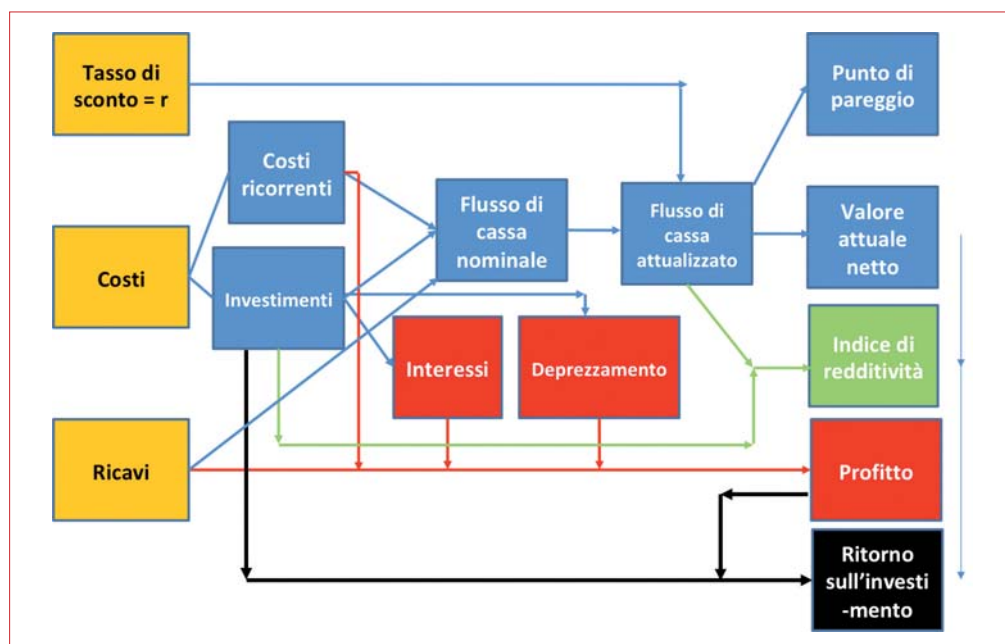 Tasso di
sconto = r
Punto di
pareggio
Costi
ricorrenti
Flusso di
cassa
nominale
Flusso di
cassa
attualizzato
Valore
attuale
netto
Costi
Investimenti
Interessi
Deprezzamento
Indice di
redditività
Ricavi
Profitto
Ritorno
sull’investi
-mento